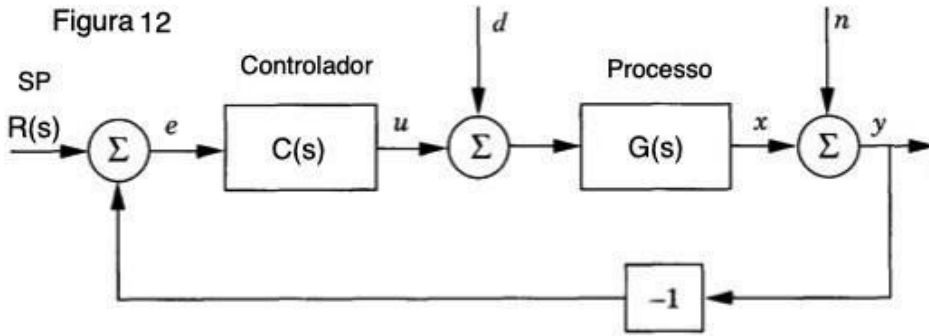 Figura 12
d
n
Controlador
Processo
SP
R(s)
Σ
e
C(s)
u
Σ
G(s)
x
Σ
y
−1